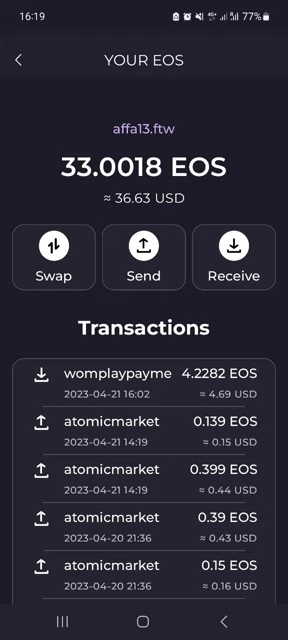 16:19
77%
YOUR EOS
affa13.ftw
33.0018 EOS
≈ 36.63 USD
Swap
Send
Receive
Transactions
womplaypayme 4.2282 EOS
2023-04-21 16:02 ≈ 4.69 USD
atomicmarket 0.139 EOS
2023-04-21 14:19 ≈ 0.15 USD
atomicmarket 0.399 EOS
2023-04-21 14:19 ≈ 0.44 USD
atomicmarket 0.39 EOS
2023-04-20 21:36 ≈ 0.43 USD
atomicmarket 0.15 EOS
2023-04-20 21:36 ≈ 0.16 USD